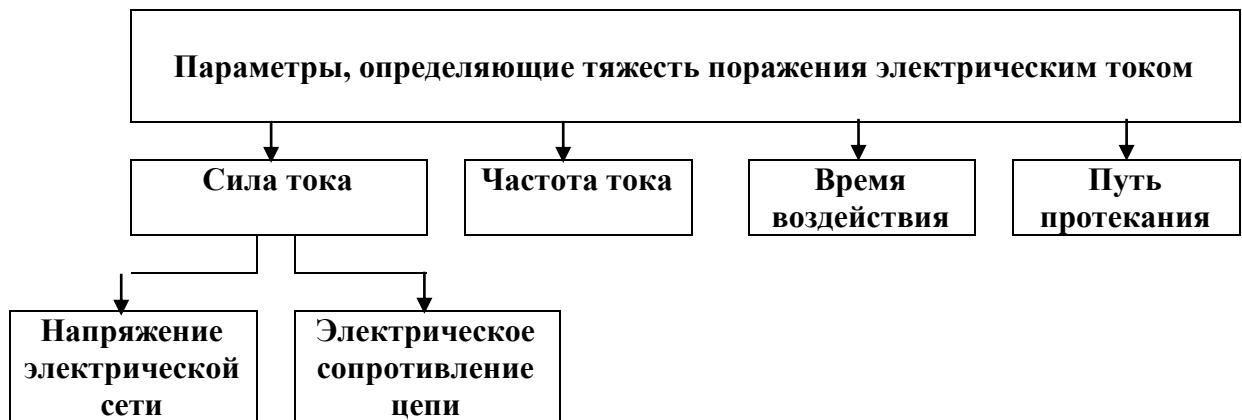 Параметры, определяющие тяжесть поражения электрическим током
Сила тока
Частота тока
Время
воздействия
Путь
протекания
Напряжение
электрической
сети
Электрическое
сопротивление
цепи